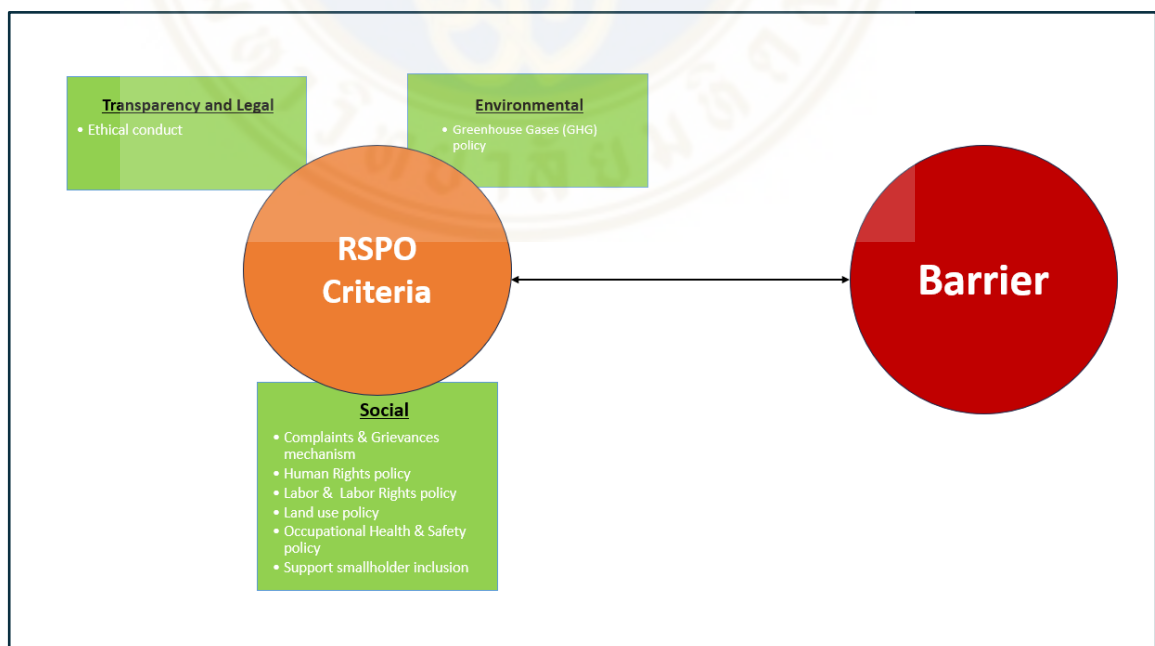 Transparency and Legal
• Ethical conduct
Environmental
• Greenhouse Gases (GHG)
policy
RSPO
Criteria
Barrier
Social
• Complaints & Grievances
mechanism
• Human Rights policy
• Labor & Labor Rights policy
• Land use policy
• Occupational Health & Safety
policy
• Support smallholder inclusion